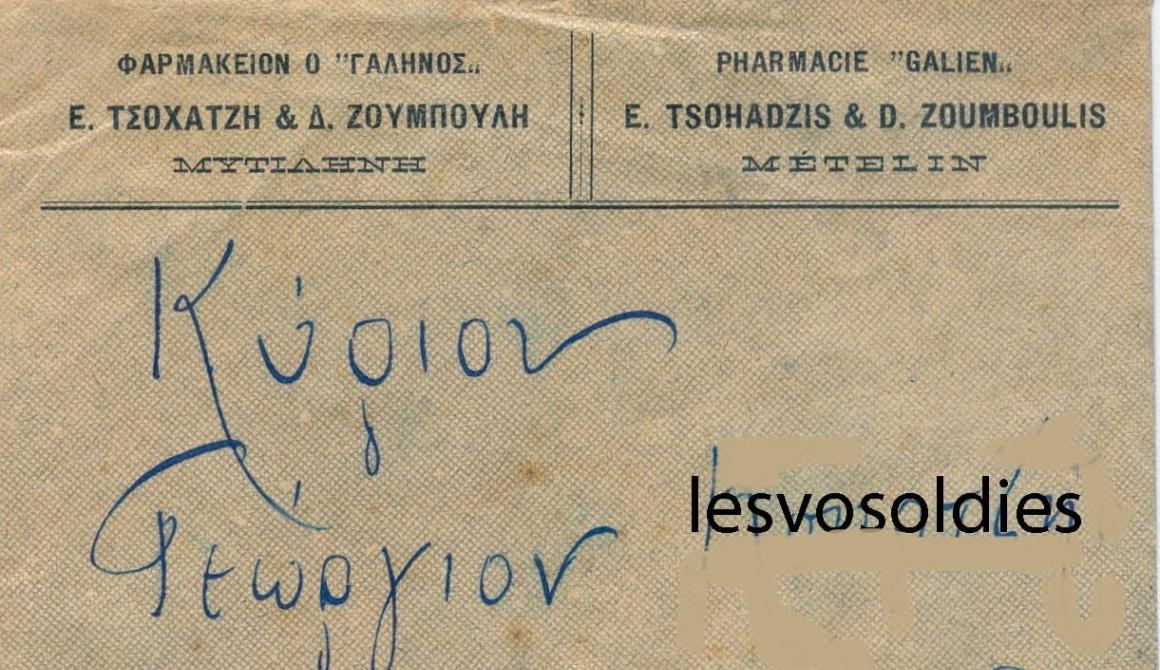 ΦΑΡΜΑΚΕΙΟΝ Ο "ΓΑΛΗΝΟΣ„
Ε. ΤΣΟΧΑΤΖΗ & Δ. ΖΟΥΜΠΟΥΛΗ
ΜΥΤΙΛΗΝΗ
PHARMACIE "GALIEN„
E. TSOHADZIS & D. ZOUMBOULIS
MÉTELIN
Κύριον
Γεώργιον
lesvosoldies